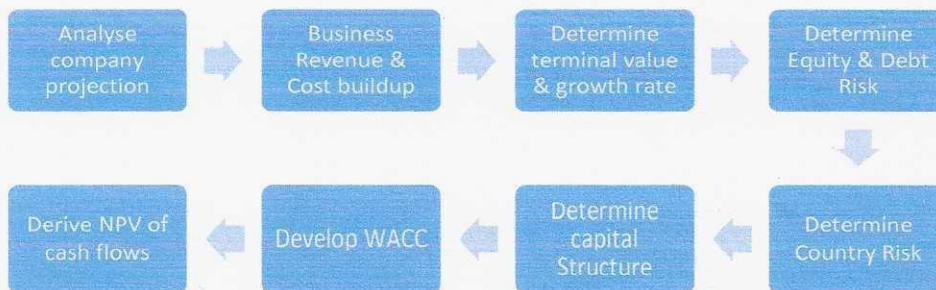 Analyse
company
projection
Business
Revenue &
Cost buildup
Determine
terminal value
& growth rate
Determine
Equity & Debt
Risk
Determine
Country Risk
Determine
capital
Structure
Develop WACC
Derive NPV of
cash flows